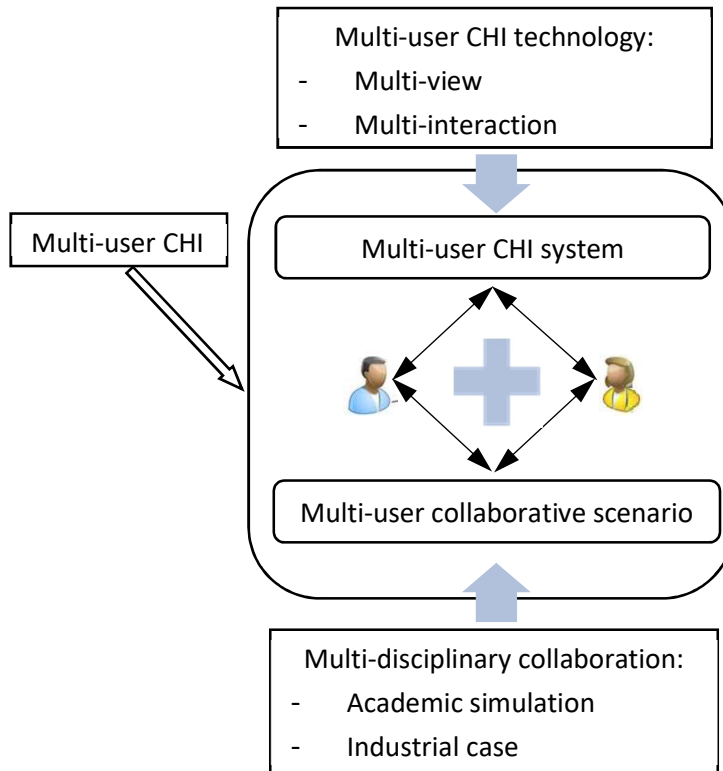 Multi-user CHI technology:
- Multi-view
- Multi-interaction
Multi-user CHI
Multi-user CHI system
Multi-user collaborative scenario
Multi-disciplinary collaboration:
- Academic simulation
- Industrial case